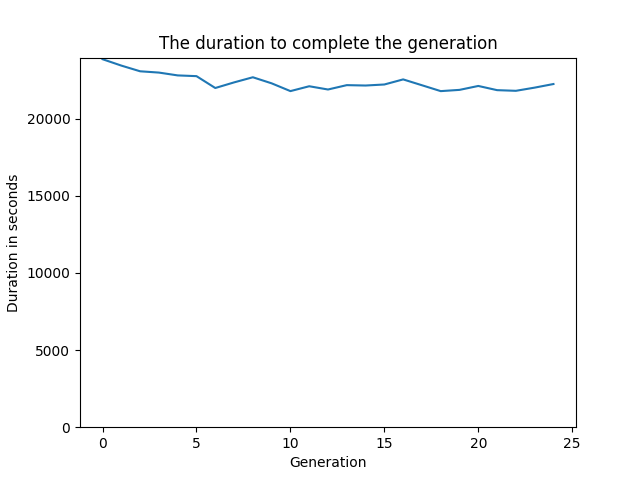 The duration to complete the generation
Duration in seconds
20000
15000
10000
5000
0
0 5 10 15 20 25
Generation